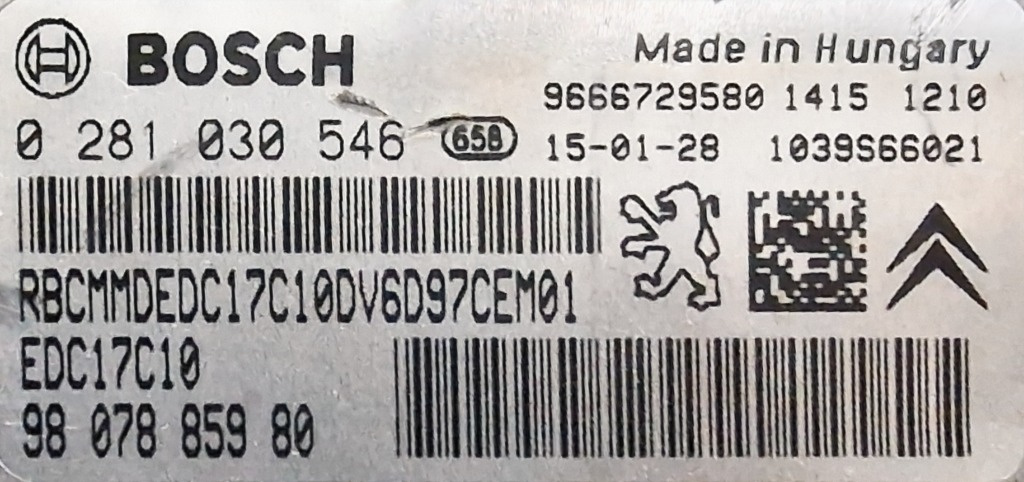 BOSCH
Made in Hungary
9666729580 1415 1210
0 281 030 546 658
15-01-28 1039S66021
RBCMMDEDC17C10DV6D97CEM01
EDC17C10
98 078 859 80